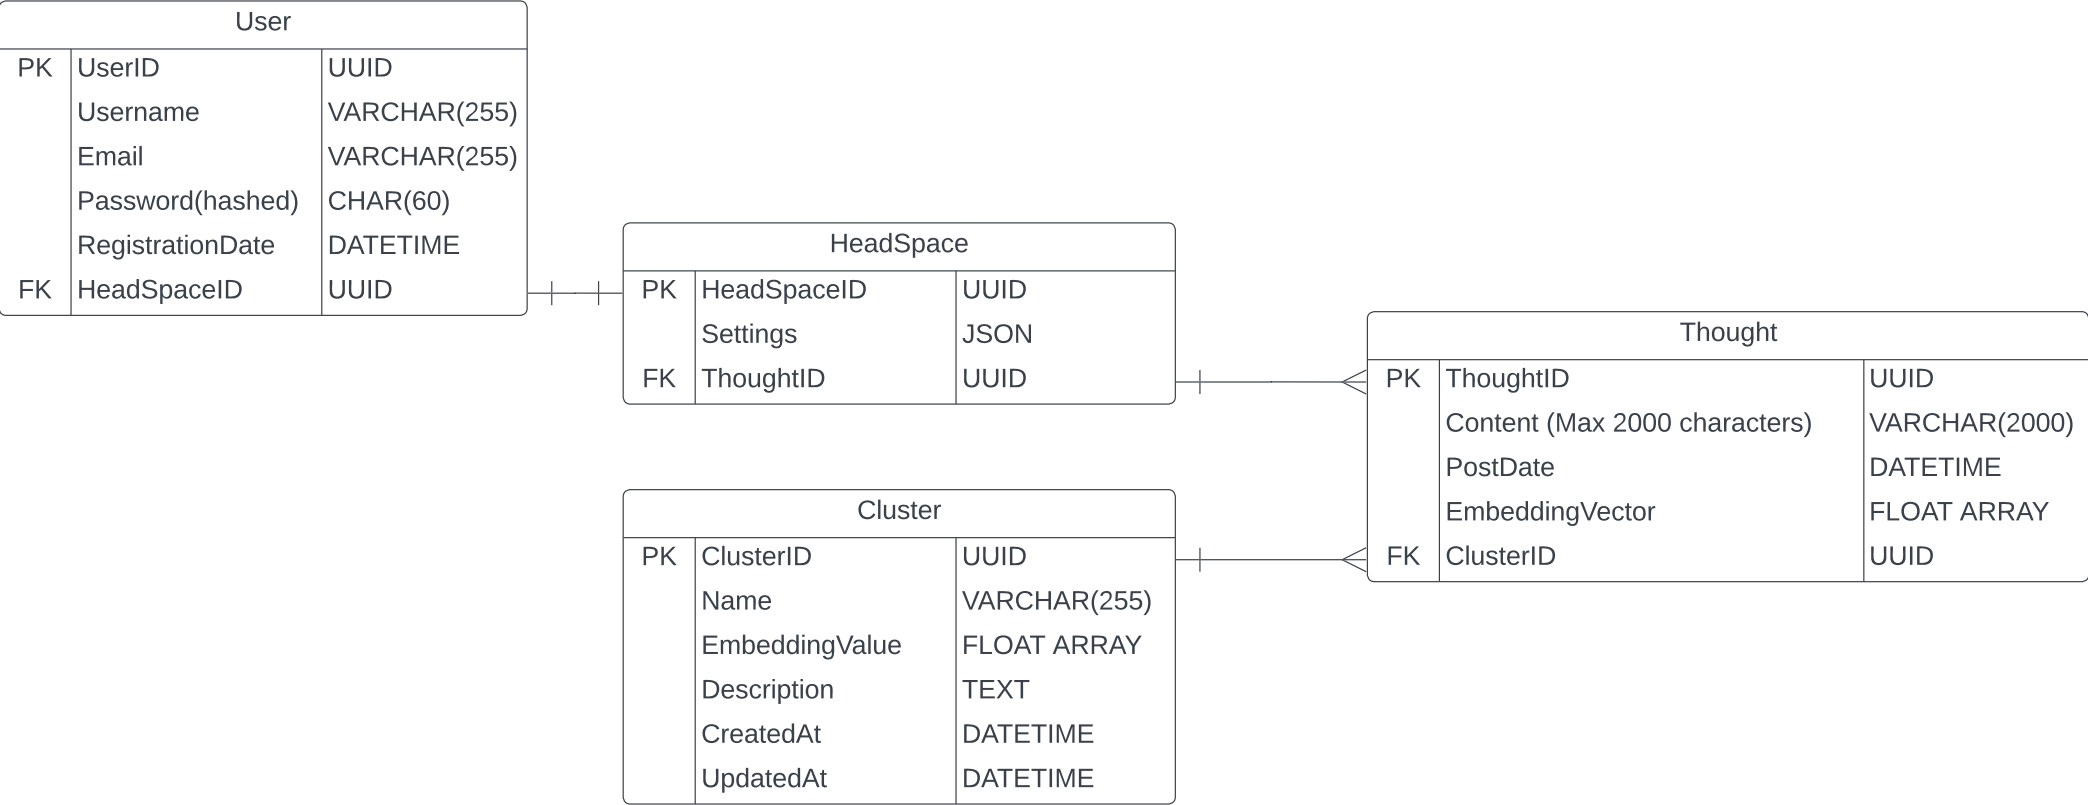 User
PK UserID UUID
Username VARCHAR(255)
Email VARCHAR(255)
Password(hashed) CHAR(60)
RegistrationDate DATETIME
FK HeadSpaceID UUID
HeadSpace
PK HeadSpaceID UUID
Settings JSON
FK ThoughtID UUID
Thought
PK ThoughtID UUID
Content (Max 2000 characters) VARCHAR(2000)
PostDate DATETIME
EmbeddingVector FLOAT ARRAY
FK ClusterID UUID
Cluster
PK ClusterID UUID
Name VARCHAR(255)
EmbeddingValue FLOAT ARRAY
Description TEXT
CreatedAt DATETIME
UpdatedAt DATETIME